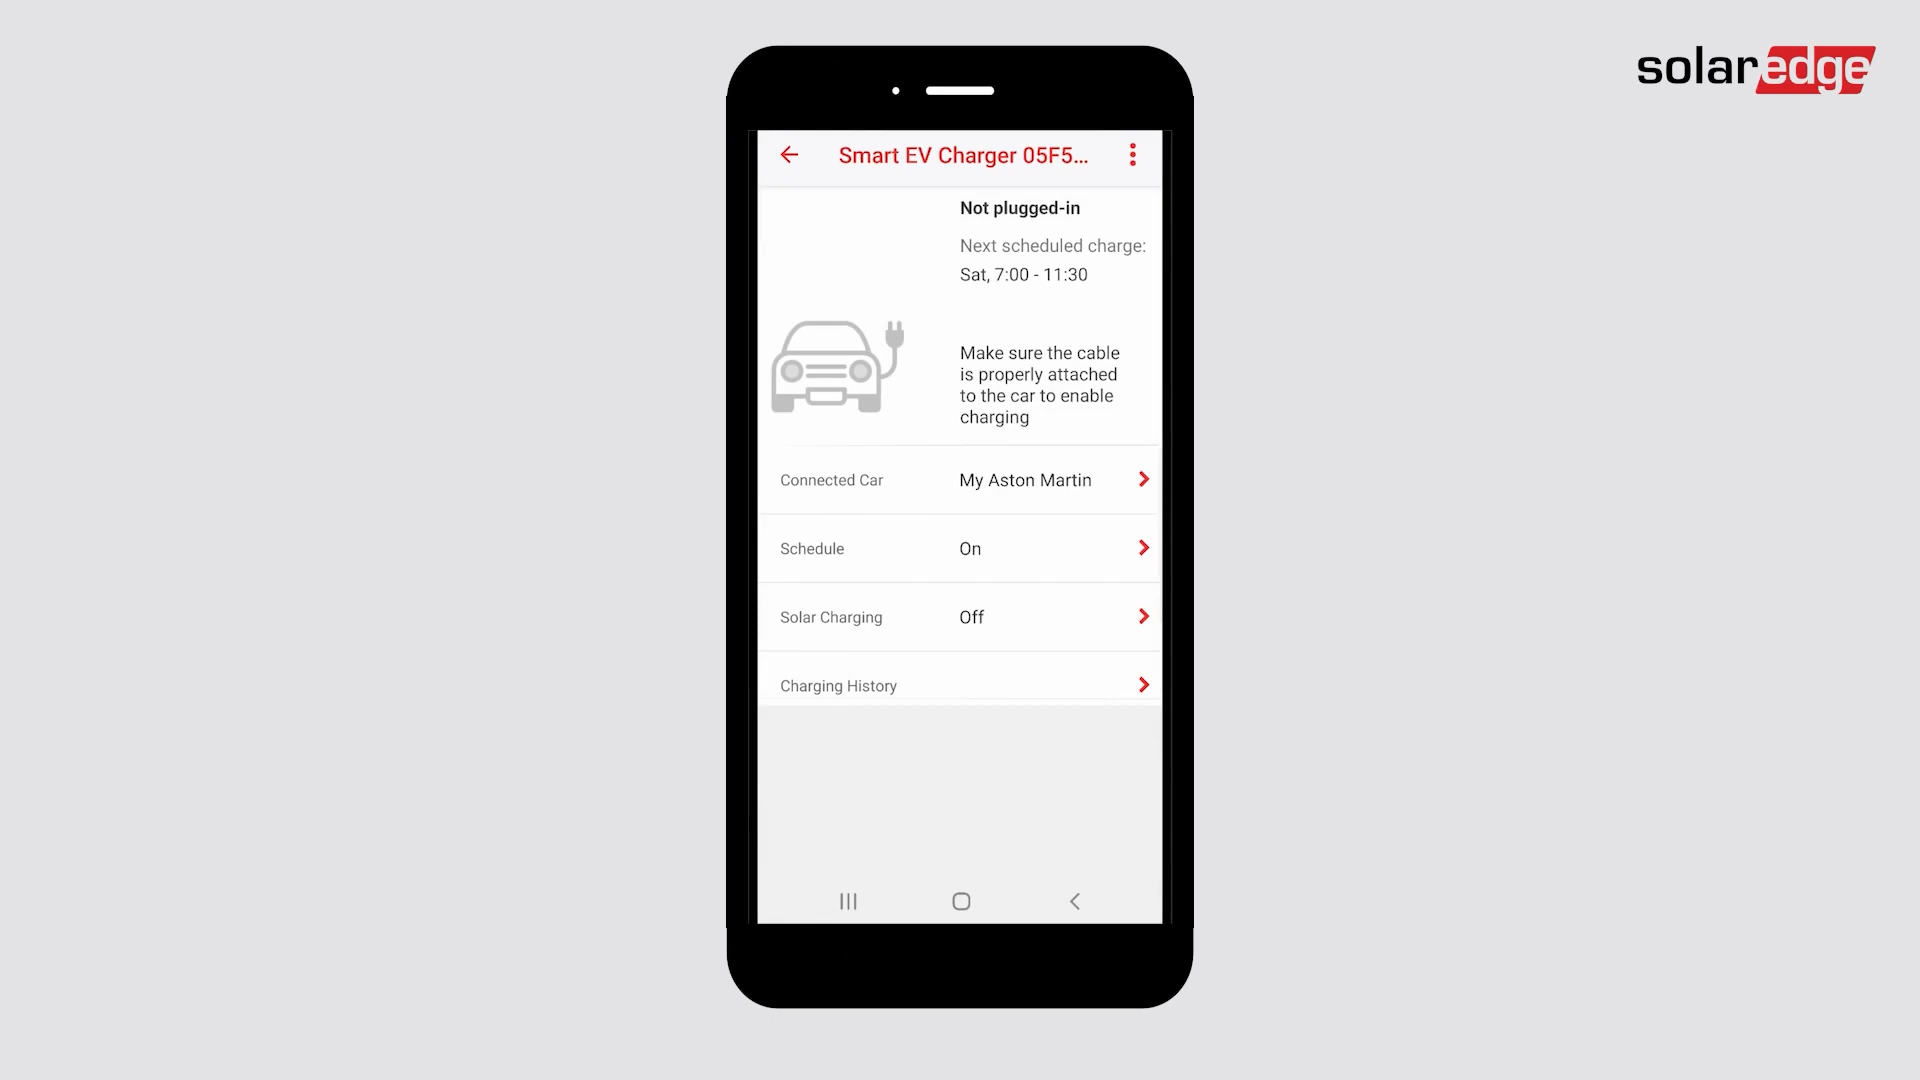 solaredge
Smart EV Charger 05F5...
Not plugged-in
Next scheduled charge:
Sat, 7:00 - 11:30
Make sure the cable
is properly attached
to the car to enable
charging
Connected Car My Aston Martin
Schedule On
Solar Charging Off
Charging History